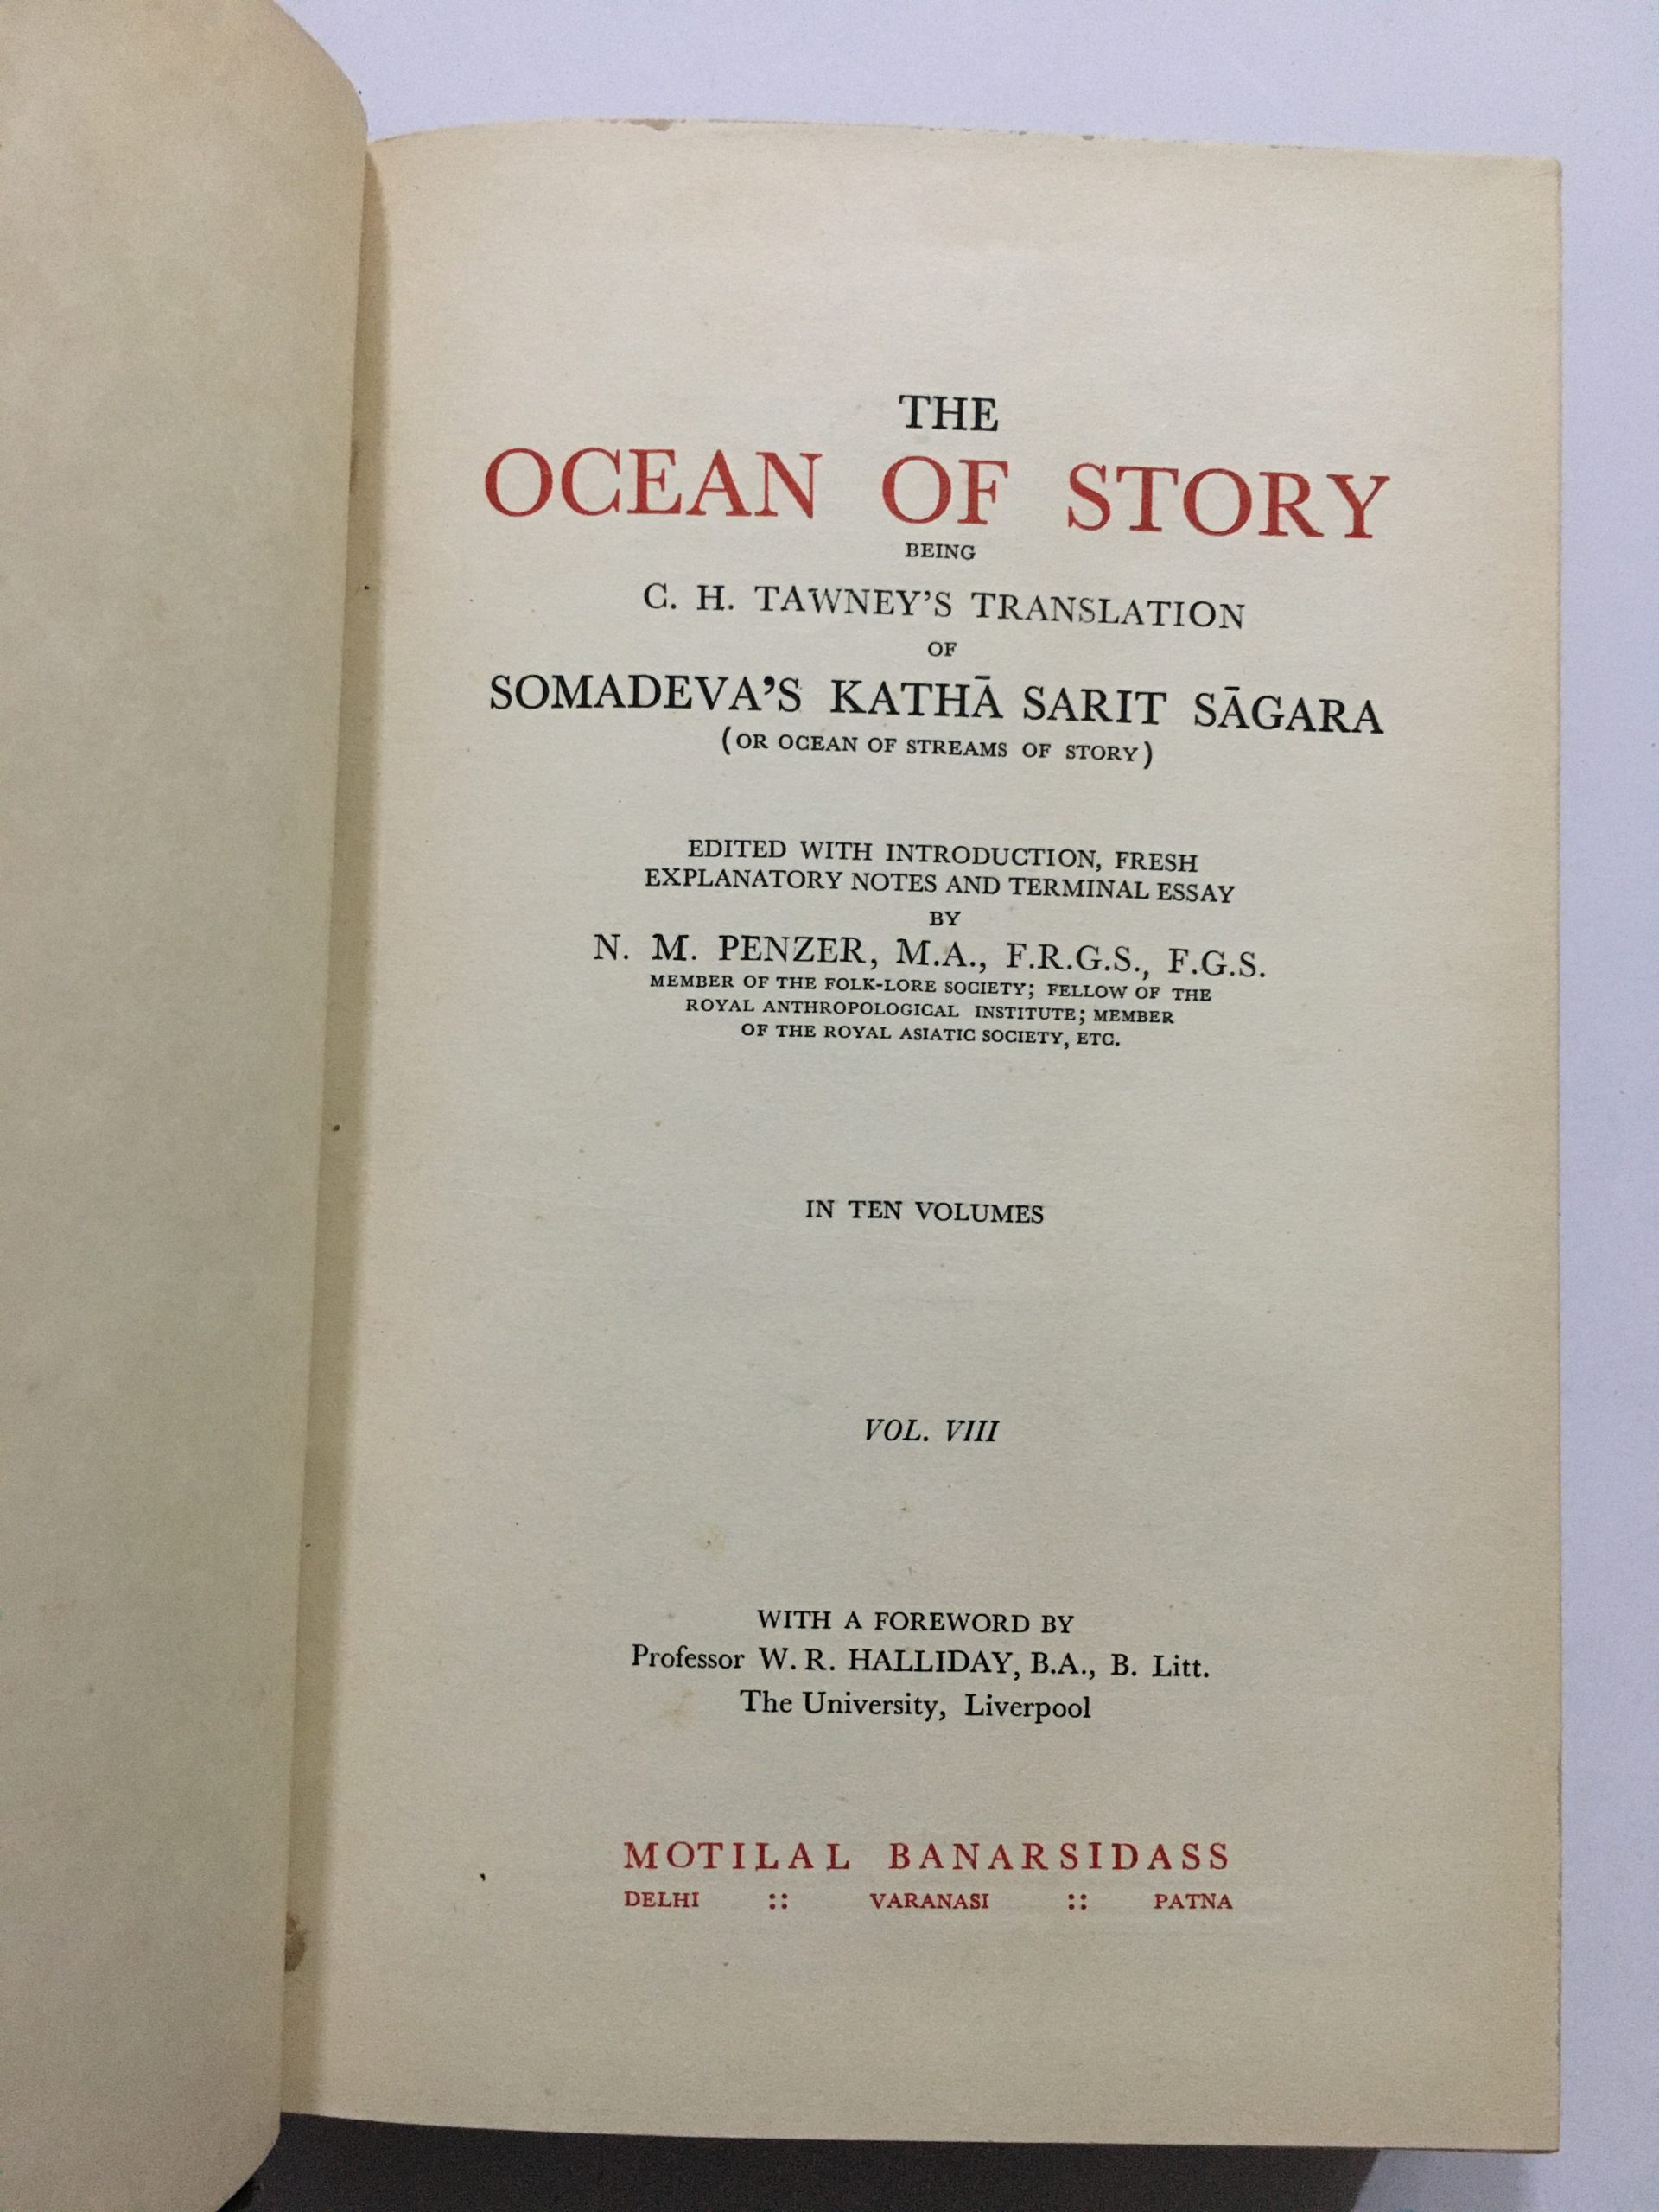 THE
OCEAN OF STORY
BEING
C. H. TAWNEY'S TRANSLATION
OF
SOMADEVA'S KATHĀ SARIT SĀGARA
(OR OCEAN OF STREAMS OF STORY)
EDITED WITH INTRODUCTION, FRESH
EXPLANATORY NOTES AND TERMINAL ESSAY
BY
N. M. PENZER, M.A., F.R.G.S., F.G.S.
MEMBER OF THE FOLK-LORE SOCIETY; FELLOW OF THE
ROYAL ANTHROPOLOGICAL INSTITUTE; MEMBER
OF THE ROYAL ASIATIC SOCIETY, ETC.
IN TEN VOLUMES
VOL. VIII
WITH A FOREWORD BY
Professor W. R. HALLIDAY, B.A., B. Litt.
The University, Liverpool
MOTILAL BANARSIDASS
DELHI :: VARANASI :: PATNA